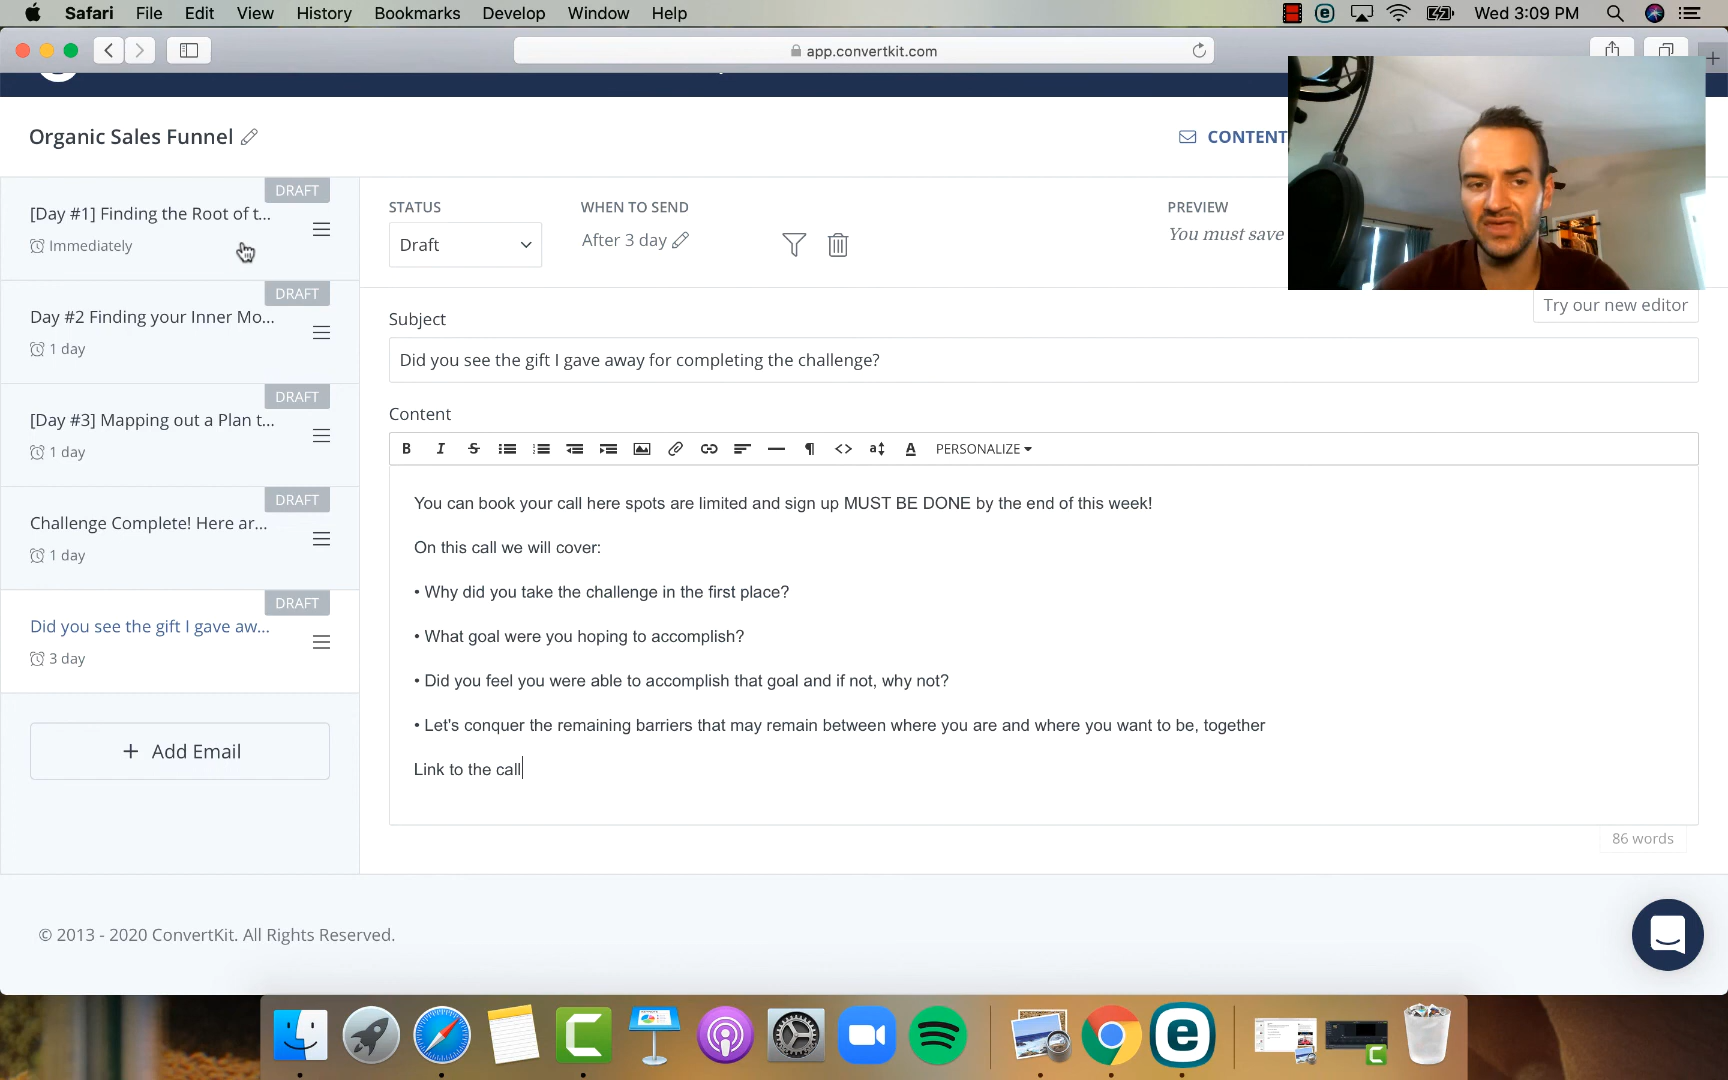 Safari File Edit View History Bookmarks Develop Window Help Wed 3:09 PM
app.convertkit.com
Organic Sales Funnel
CONTENT
DRAFT
[Day #1] Finding the Root of t...
Immediately
DRAFT
Day #2 Finding your Inner Mo...
1 day
DRAFT
[Day #3] Mapping out a Plan t...
1 day
DRAFT
Challenge Complete! Here ar...
1 day
DRAFT
Did you see the gift I gave aw...
3 day
+ Add Email
STATUS
Draft
WHEN TO SEND
After 3 day
PREVIEW
You must save
Try our new editor
Subject
Did you see the gift I gave away for completing the challenge?
Content
PERSONALIZE
You can book your call here spots are limited and sign up MUST BE DONE by the end of this week!
On this call we will cover:
• Why did you take the challenge in the first place?
• What goal were you hoping to accomplish?
• Did you feel you were able to accomplish that goal and if not, why not?
• Let's conquer the remaining barriers that may remain between where you are and where you want to be, together
Link to the call
86 words
© 2013 - 2020 ConvertKit. All Rights Reserved.